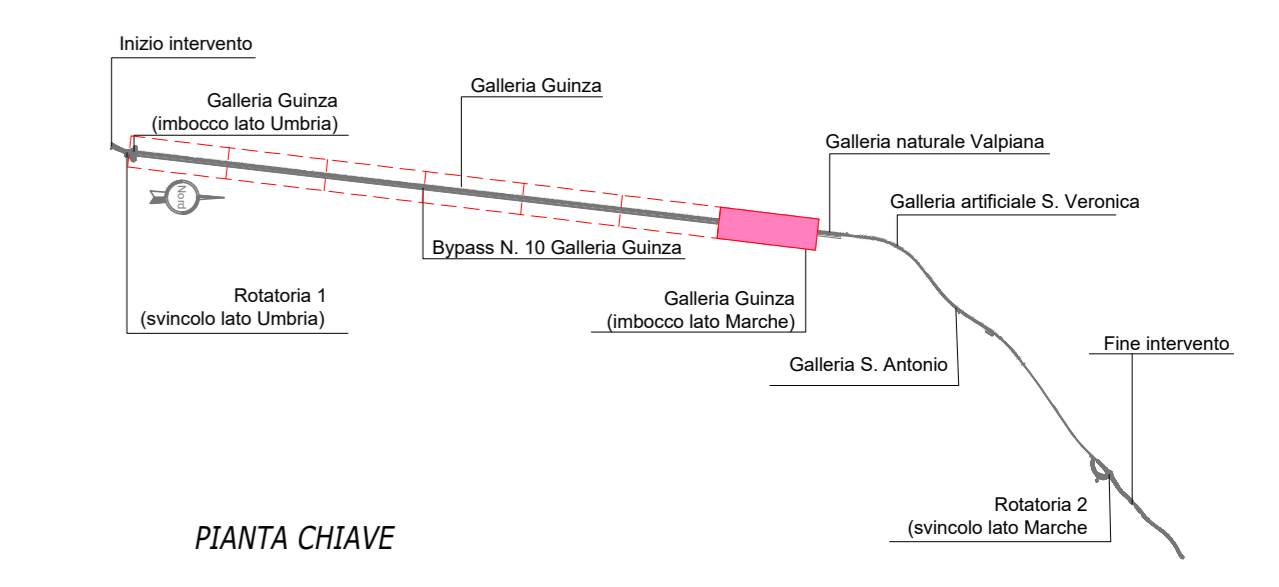 Inizio intervento
Galleria Guinza
(imbocco lato Umbria)
Galleria Guinza
Galleria naturale Valpiana
Galleria artificiale S. Veronica
Nord
Bypass N. 10 Galleria Guinza
Rotatoria 1
(svincolo lato Umbria)
Galleria Guinza
(imbocco lato Marche)
Galleria S. Antonio
Fine intervento
Rotatoria 2
(svincolo lato Marche
PIANTA CHIAVE